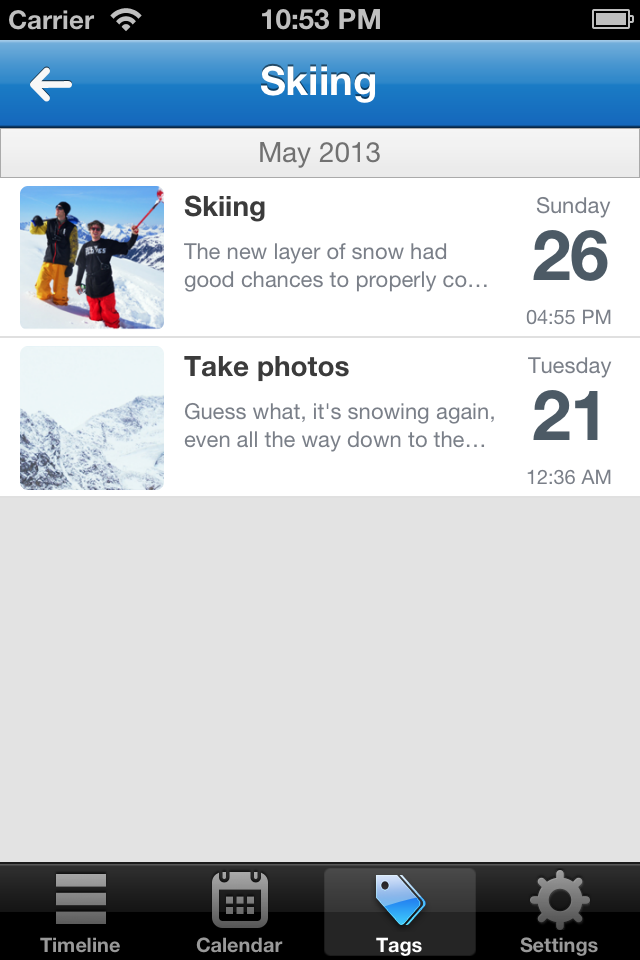 Carrier 10:53 PM
Skiing
May 2013
Skiing
The new layer of snow had
good chances to properly co…
Sunday
26
04:55 PM
Take photos
Guess what, it's snowing again,
even all the way down to the…
Tuesday
21
12:36 AM
Timeline Calendar Tags Settings